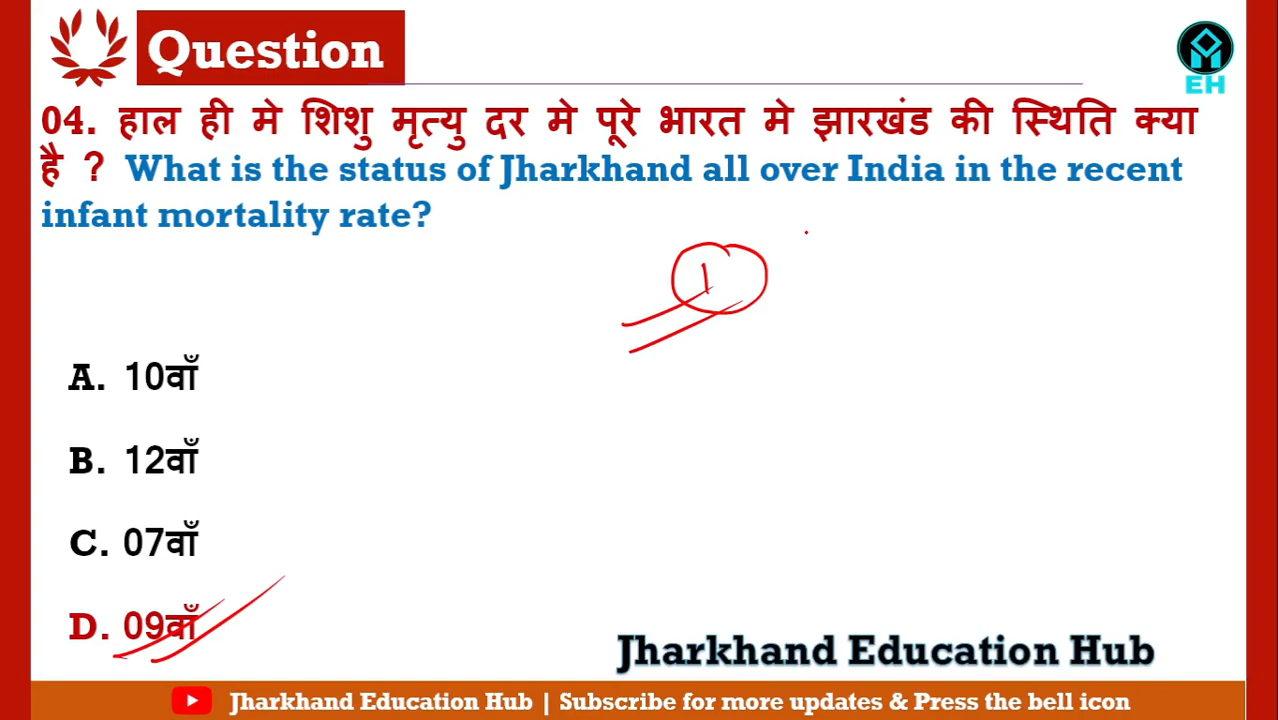 Question
EH
04. हाल ही मे शिशु मृत्यु दर मे पूरे भारत मे झारखंड की स्थिति क्या
है ? What is the status of Jharkhand all over India in the recent
infant mortality rate?
1
A. 10वाँ
B. 12वाँ
C. 07वाँ
D. 09वाँ
Jharkhand Education Hub
Jharkhand Education Hub | Subscribe for more updates & Press the bell icon